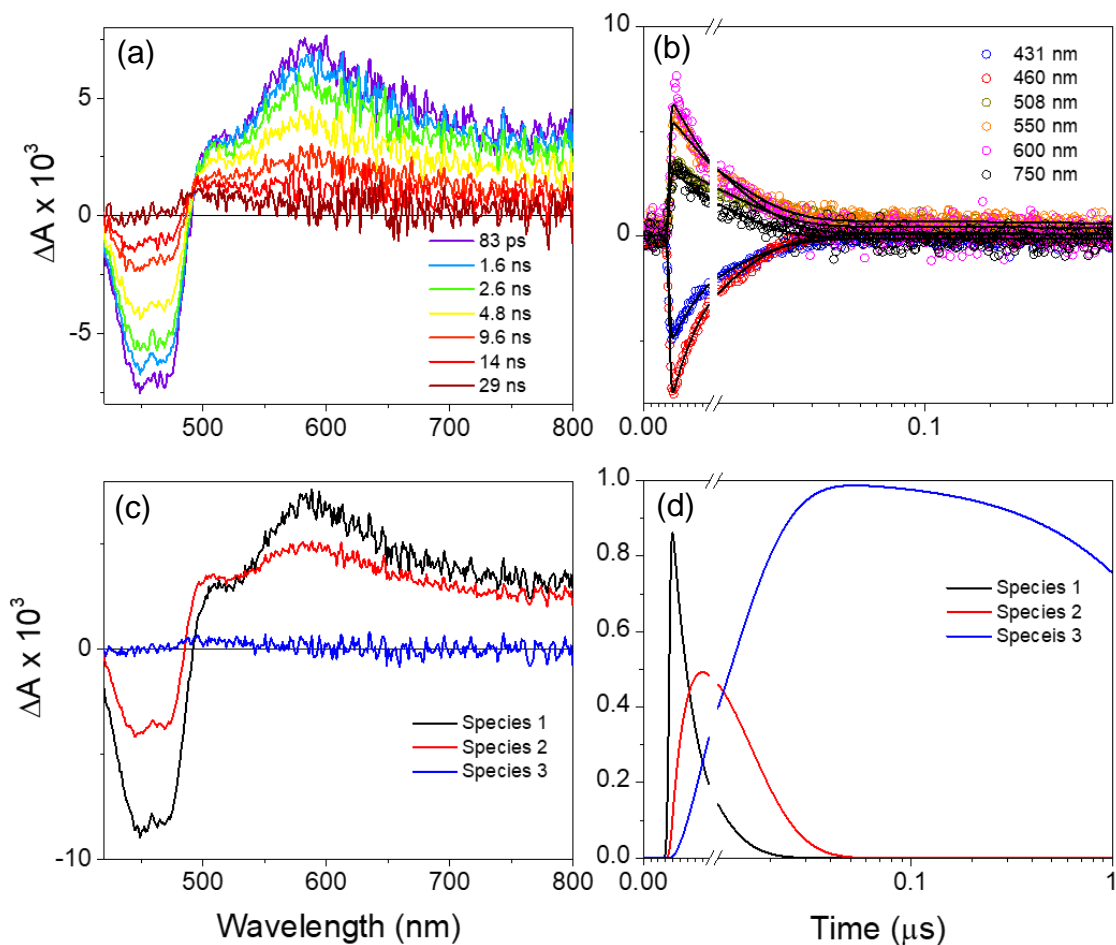 (a)
ΔA x 10³
5
0
-5
500 600 700 800
83 ps
1.6 ns
2.6 ns
4.8 ns
9.6 ns
14 ns
29 ns
(b)
10
0
0.00 0.1
431 nm
460 nm
508 nm
550 nm
600 nm
750 nm
(c)
ΔA x 10³
0
-10
500 600 700 800
Wavelength (nm)
Species 1
Species 2
Species 3
(d)
1.0
0.8
0.6
0.4
0.2
0.0
0.00 0.1 1
Time (μs)
Species 1
Species 2
Speceis 3